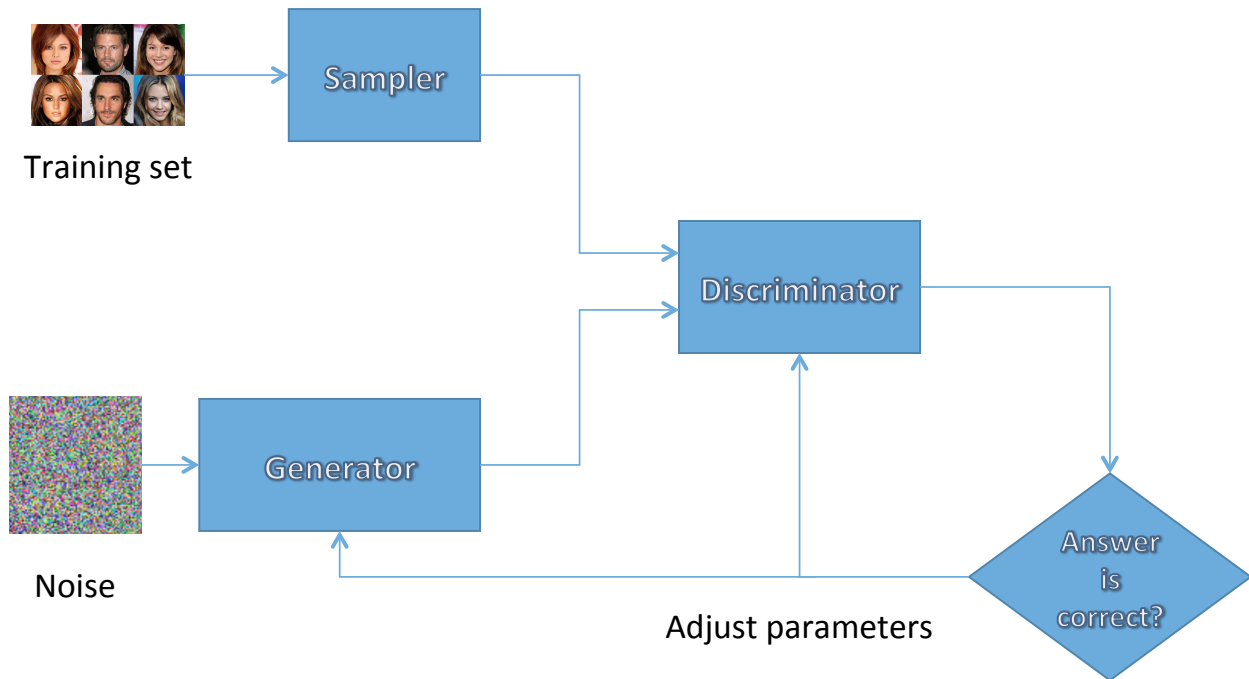 Sampler
Training set
Discriminator
Generator
Noise
Answer
is
correct?
Adjust parameters